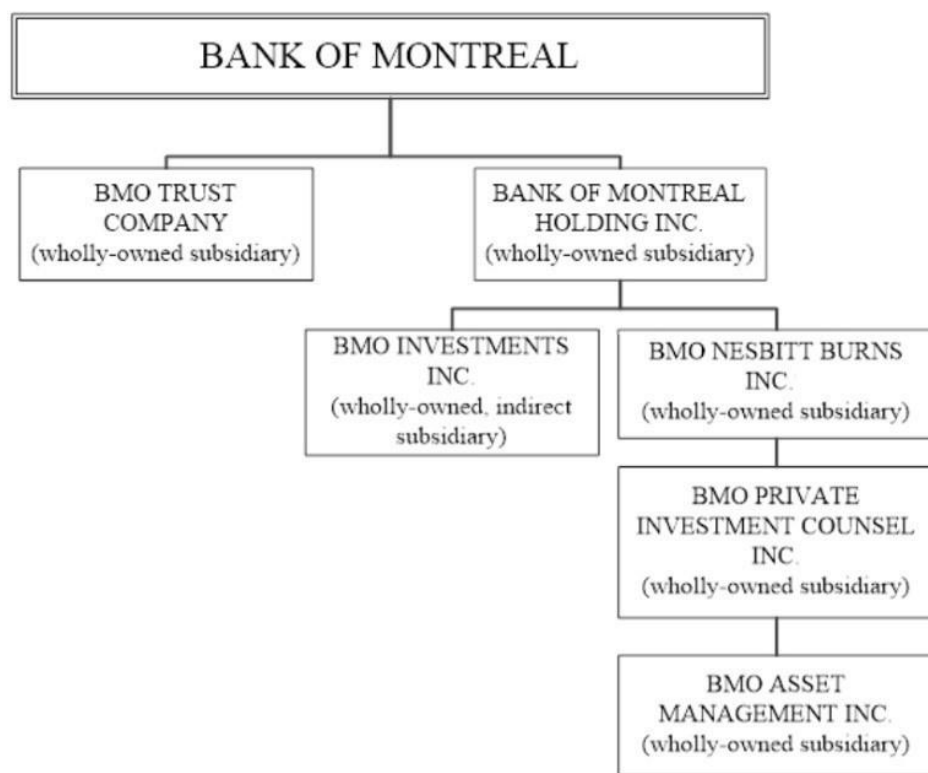 BANK OF MONTREAL
BMO TRUST
COMPANY
(wholly-owned subsidiary)
BANK OF MONTREAL
HOLDING INC.
(wholly-owned subsidiary)
BMO INVESTMENTS
INC.
(wholly-owned, indirect
subsidiary)
BMO NESBITT BURNS
INC.
(wholly-owned subsidiary)
BMO PRIVATE
INVESTMENT COUNSEL
INC.
(wholly-owned subsidiary)
BMO ASSET
MANAGEMENT INC.
(wholly-owned subsidiary)